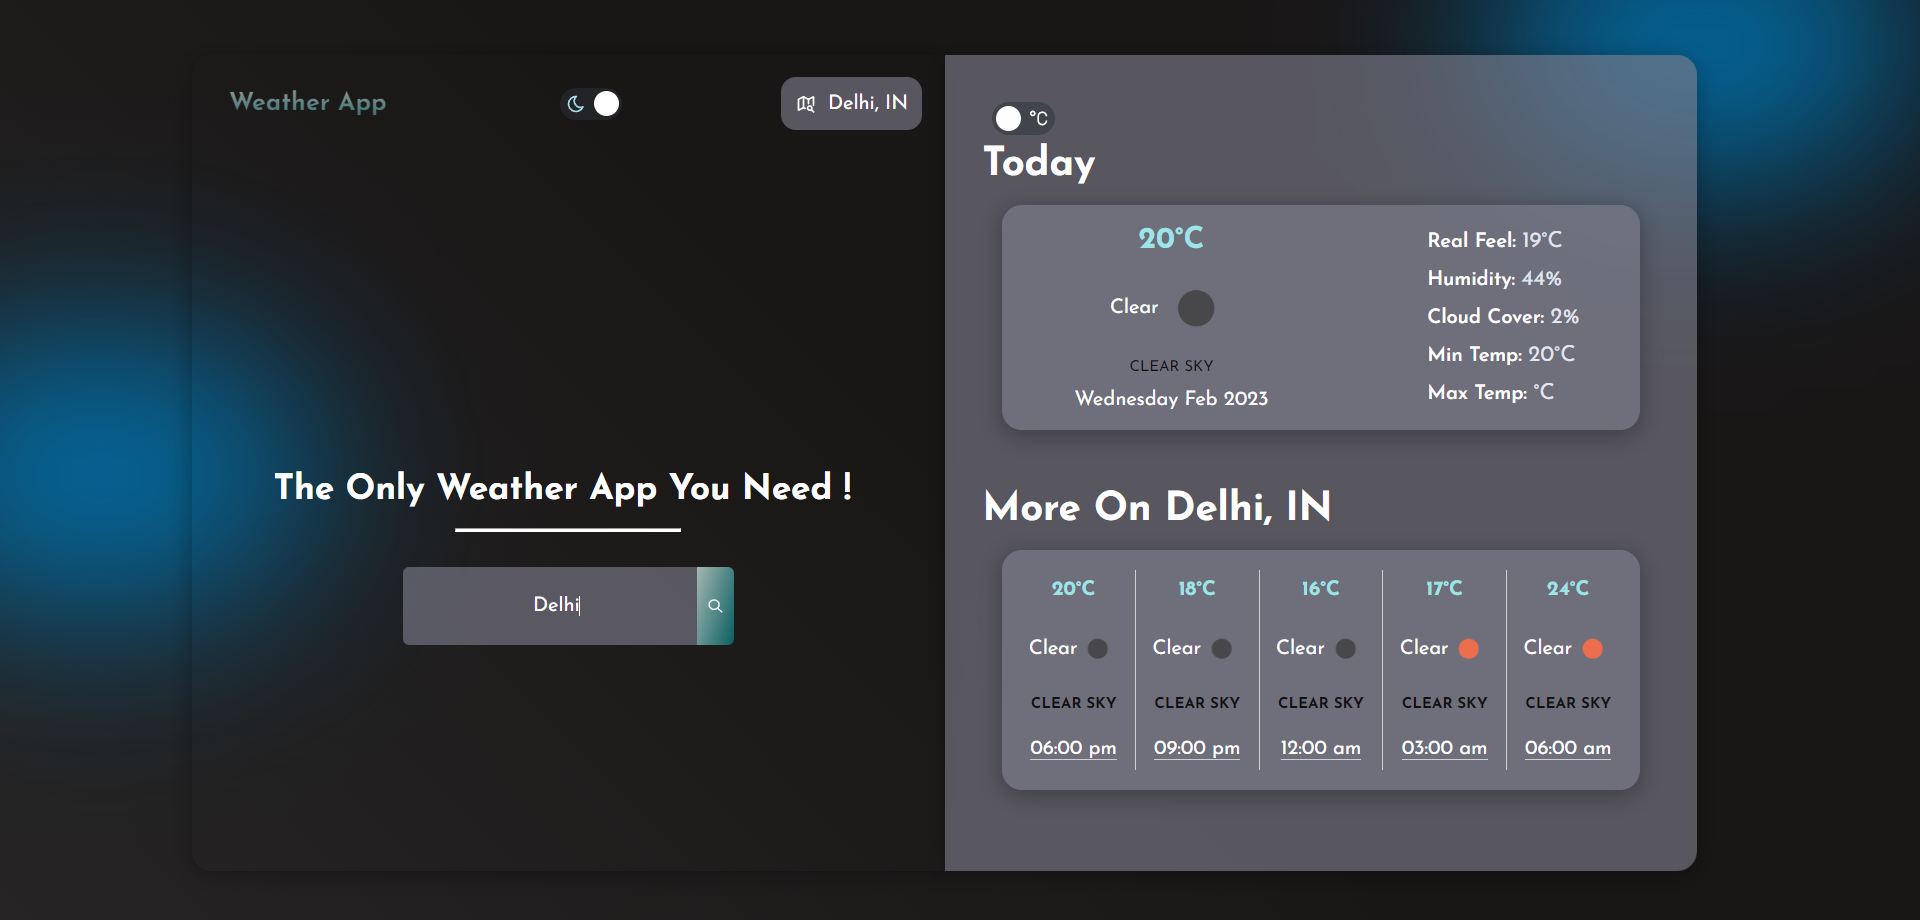 Weather App
Delhi, IN
The Only Weather App You Need !
Delhi
°C
Today
20°C
Clear
CLEAR SKY
Wednesday Feb 2023
Real Feel: 19°C
Humidity: 44%
Cloud Cover: 2%
Min Temp: 20°C
Max Temp: °C
More On Delhi, IN
20°C 18°C 16°C 17°C 24°C
Clear Clear Clear Clear Clear
CLEAR SKY CLEAR SKY CLEAR SKY CLEAR SKY CLEAR SKY
06:00 pm 09:00 pm 12:00 am 03:00 am 06:00 am